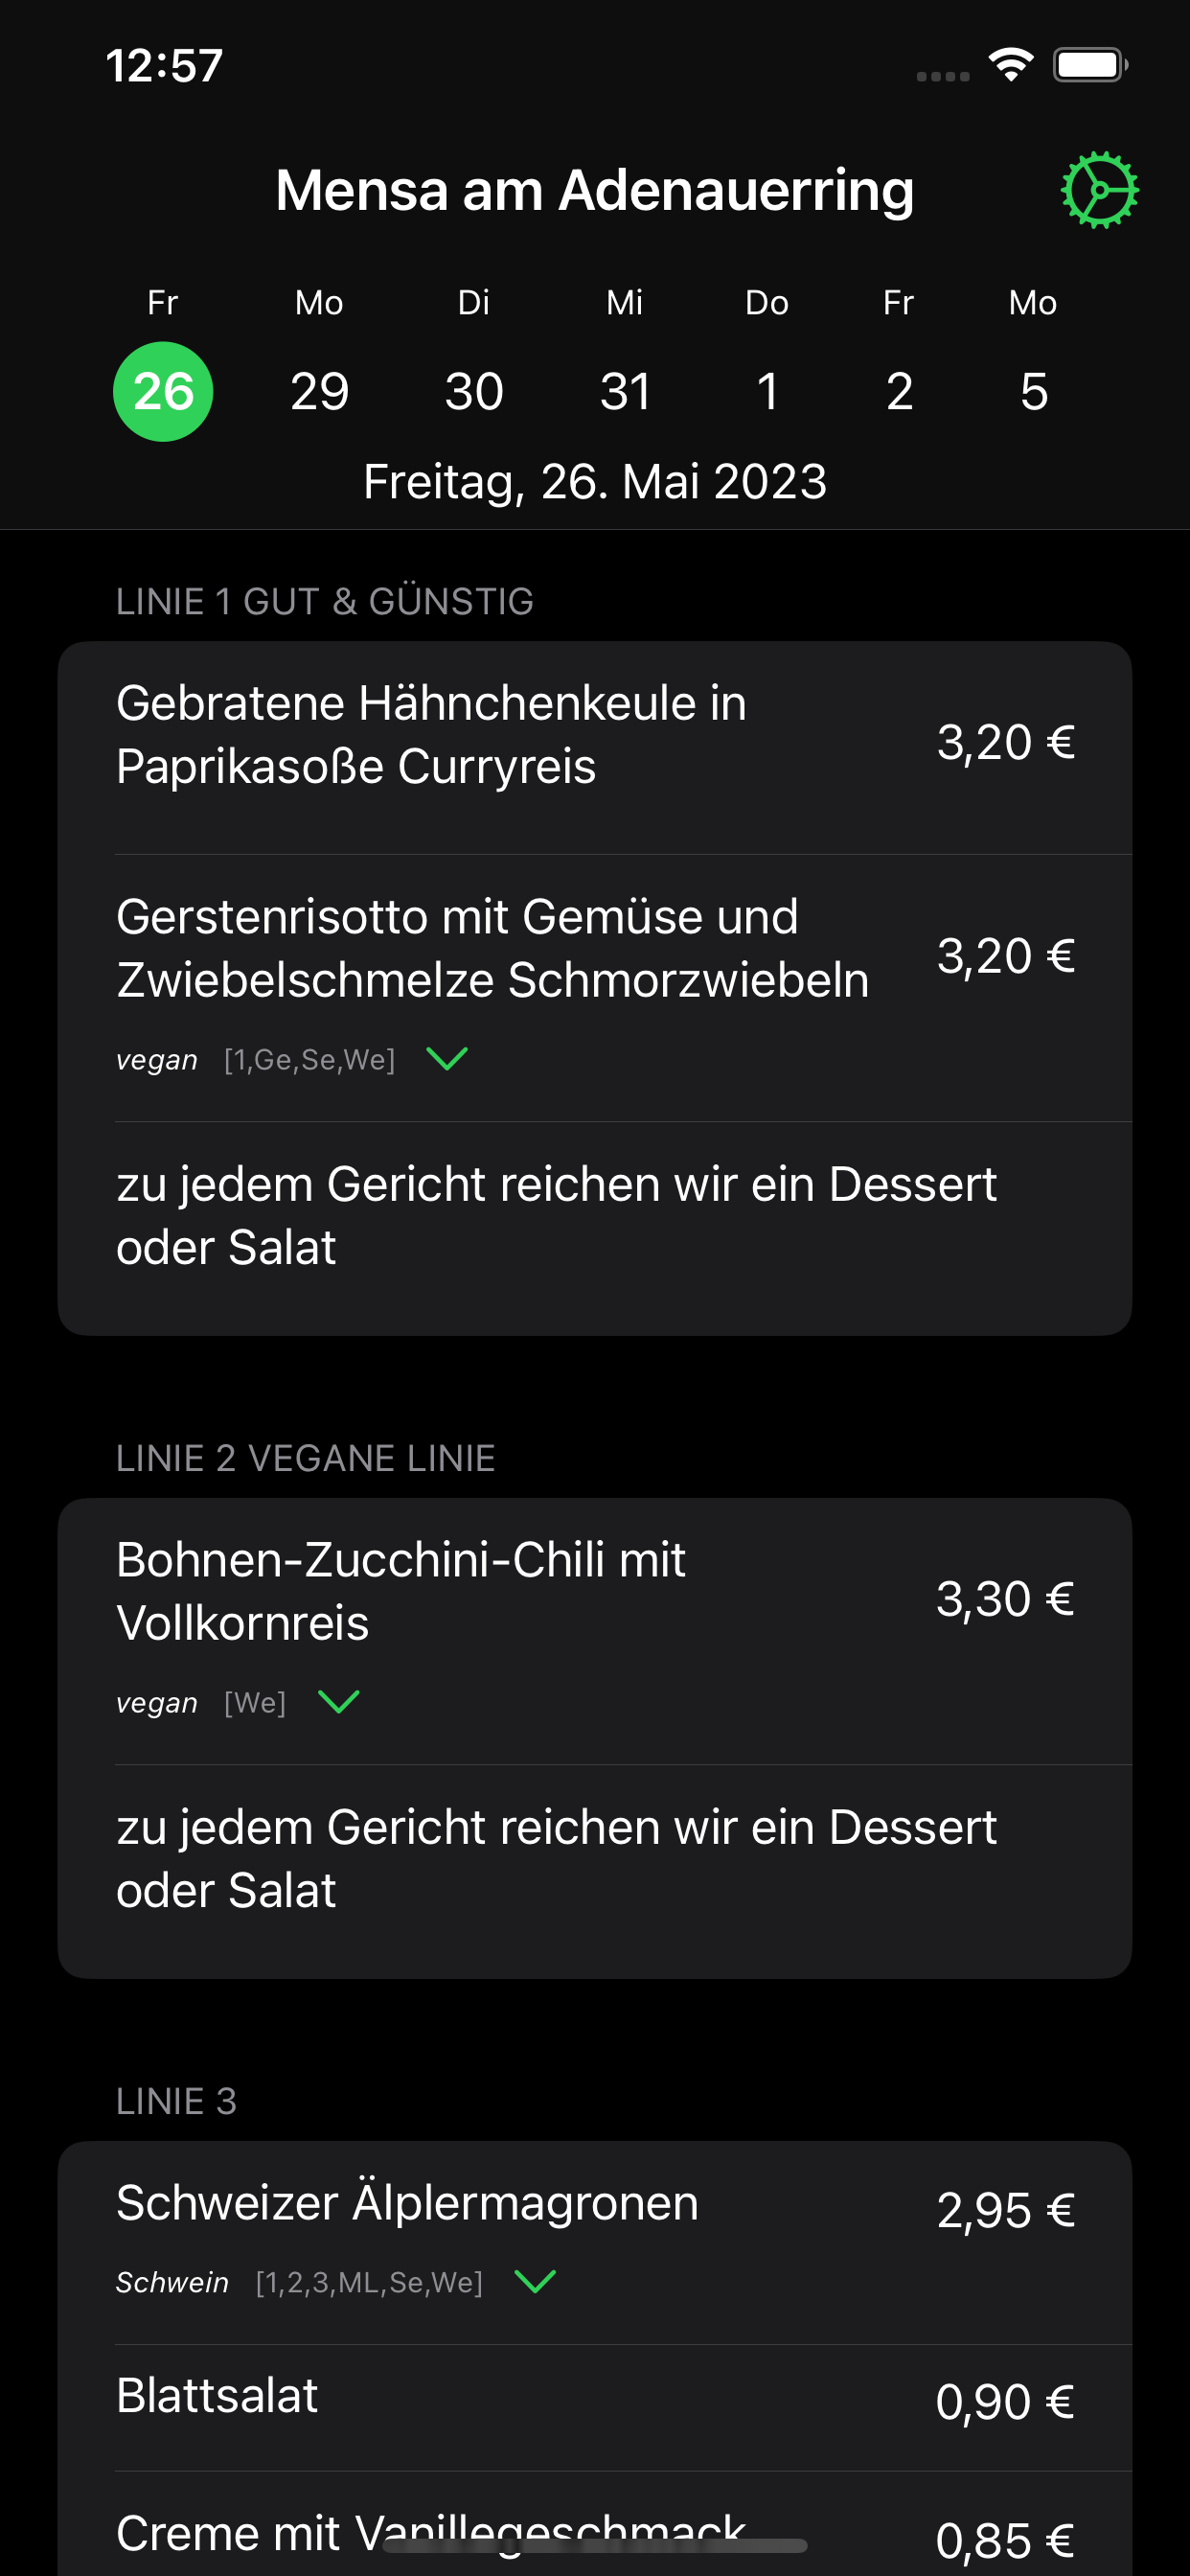 12:57
Mensa am Adenauerring
Fr Mo Di Mi Do Fr Mo
26 29 30 31 1 2 5
Freitag, 26. Mai 2023
LINIE 1 GUT & GÜNSTIG
Gebratene Hähnchenkeule in
Paprikasoße Curryreis
3,20 €
Gerstenrisotto mit Gemüse und
Zwiebelschmelze Schmorzwiebeln
3,20 €
vegan [1,Ge,Se,We]
zu jedem Gericht reichen wir ein Dessert
oder Salat
LINIE 2 VEGANE LINIE
Bohnen-Zucchini-Chili mit
Vollkornreis
3,30 €
vegan [We]
zu jedem Gericht reichen wir ein Dessert
oder Salat
LINIE 3
Schweizer Älplermagronen 2,95 €
Schwein [1,2,3,ML,Se,We]
Blattsalat 0,90 €
Creme mit Vanillegeschmack 0,85 €